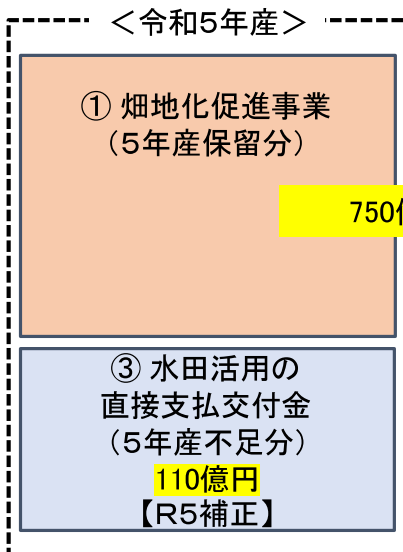 ＜令和５年産＞
① 畑地化促進事業
（５年産保留分）
750
③ 水田活用の
直接支払交付金
（５年産不足分）
110億円
【R5補正】